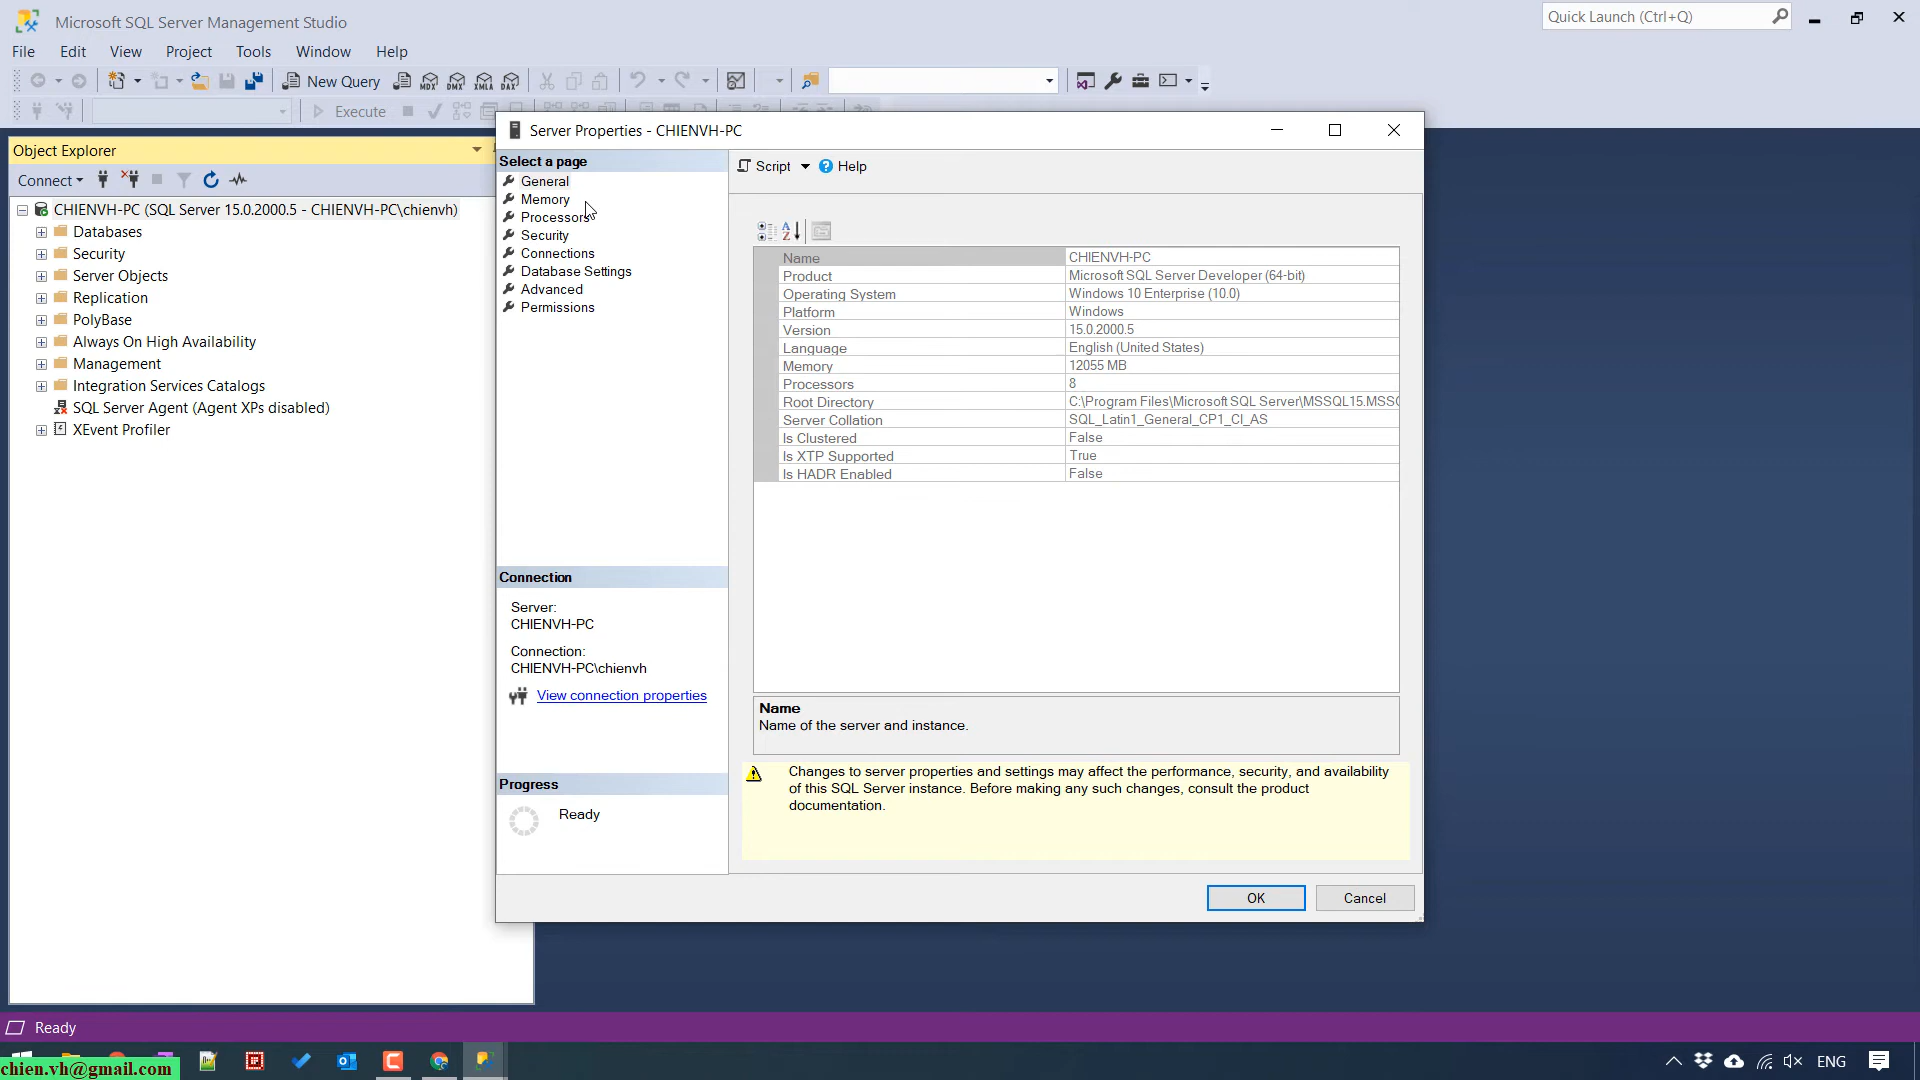 Microsoft SQL Server Management Studio
Quick Launch (Ctrl+Q)
File Edit View Project Tools Window Help
New Query MDX DMX XMLA DAX
Execute
Object Explorer
Connect
CHIENVH-PC (SQL Server 15.0.2000.5 - CHIENVH-PC\chienvh)
Databases
Security
Server Objects
Replication
PolyBase
Always On High Availability
Management
Integration Services Catalogs
SQL Server Agent (Agent XPs disabled)
XEvent Profiler
Server Properties - CHIENVH-PC
Select a page
General
Memory
Processors
Security
Connections
Database Settings
Advanced
Permissions
Connection
Server:
CHIENVH-PC
Connection:
CHIENVH-PC\chienvh
View connection properties
Progress
Ready
Script Help
Name CHIENVH-PC
Product Microsoft SQL Server Developer (64-bit)
Operating System Windows 10 Enterprise (10.0)
Platform Windows
Version 15.0.2000.5
Language English (United States)
Memory 12055 MB
Processors 8
Root Directory C:\Program Files\Microsoft SQL Server\MSSQL15.MSSQ
Server Collation SQL_Latin1_General_CP1_CI_AS
Is Clustered False
Is XTP Supported True
Is HADR Enabled False
Name
Name of the server and instance.
Changes to server properties and settings may affect the performance, security, and availability
of this SQL Server instance. Before making any such changes, consult the product
documentation.
OK Cancel
Ready
chien.vh@gmail.com
ENG